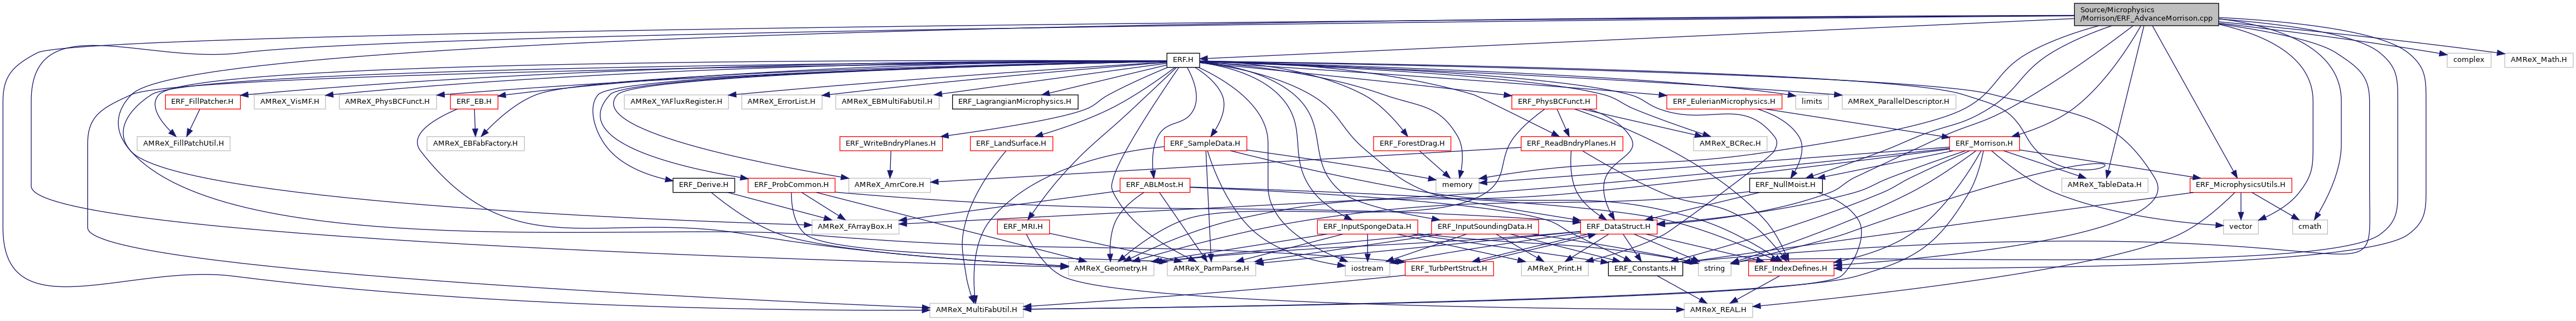 Source/Microphysics
/Morrison/ERF_AdvanceMorrison.cpp
ERF.H
complex
AMReX_Math.H
ERF_FillPatcher.H
AMReX_VisMF.H
AMReX_PhysBCFunct.H
ERF_EB.H
AMReX_YAFluxRegister.H
AMReX_ErrorList.H
AMReX_EBMultiFabUtil.H
ERF_LagrangianMicrophysics.H
ERF_PhysBCFunct.H
ERF_EulerianMicrophysics.H
limits
AMReX_ParallelDescriptor.H
AMReX_FillPatchUtil.H
AMReX_EBFabFactory.H
ERF_WriteBndryPlanes.H
ERF_LandSurface.H
ERF_SampleData.H
ERF_ForestDrag.H
ERF_ReadBndryPlanes.H
AMReX_BCRec.H
ERF_Morrison.H
ERF_Derive.H
ERF_ProbCommon.H
AMReX_AmrCore.H
ERF_ABLMost.H
memory
ERF_NullMoist.H
AMReX_TableData.H
ERF_MicrophysicsUtils.H
AMReX_FArrayBox.H
ERF_MRI.H
ERF_InputSpongeData.H
ERF_InputSoundingData.H
ERF_DataStruct.H
vector
cmath
AMReX_Geometry.H
AMReX_ParmParse.H
iostream
ERF_TurbPertStruct.H
AMReX_Print.H
ERF_Constants.H
string
ERF_IndexDefines.H
AMReX_MultiFabUtil.H
AMReX_REAL.H